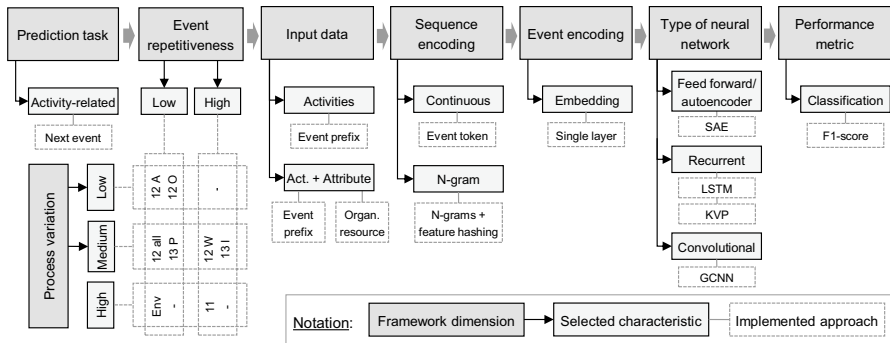 Prediction task
Event
repetitiveness
Input data
Sequence
encoding
Event encoding
Type of neural
network
Performance
metric
Activity-related
Next event
Low
High
Activities
Event prefix
Act. + Attribute
Event
prefix
Organ.
resource
Continuous
Event token
N-gram
N-grams +
feature hashing
Embedding
Single layer
Feed forward/
autoencoder
SAE
Recurrent
LSTM
KVP
Convolutional
GCNN
Classification
F1-score
Process variation
Low
12 A
12 O
-
Medium
12 all
13 P
12 W
13 I
High
Env
-
11
-
Notation:
Framework dimension
Selected characteristic
Implemented approach